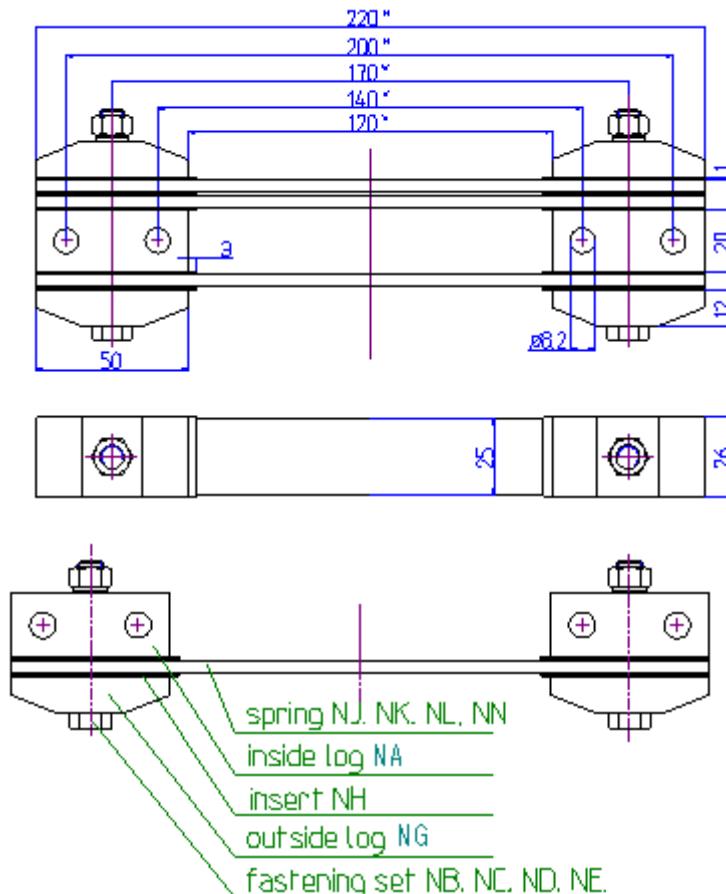 220"
200"
170"
140"
120"
1
20
3
12
50
ø8.2
25
26
spring NJ. NK. NL, NN
inside log NA
insert NH
outside log NG
fastening set NB, NC, ND, NE.